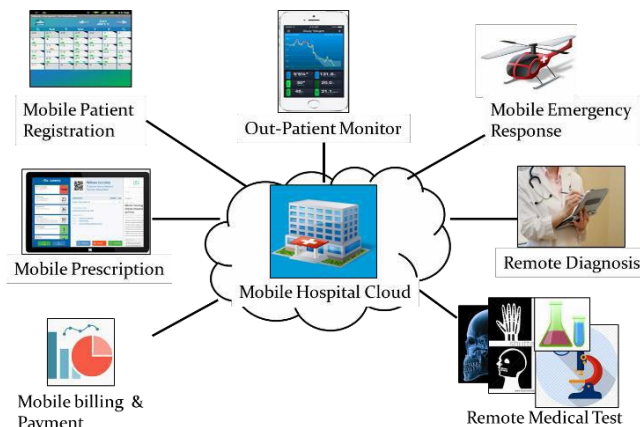 Mobile Patient
Registration
Out-Patient Monitor
Mobile Emergency
Response
Mobile Prescription
Mobile Hospital Cloud
Remote Diagnosis
Mobile billing &
Payment
Remote Medical Test